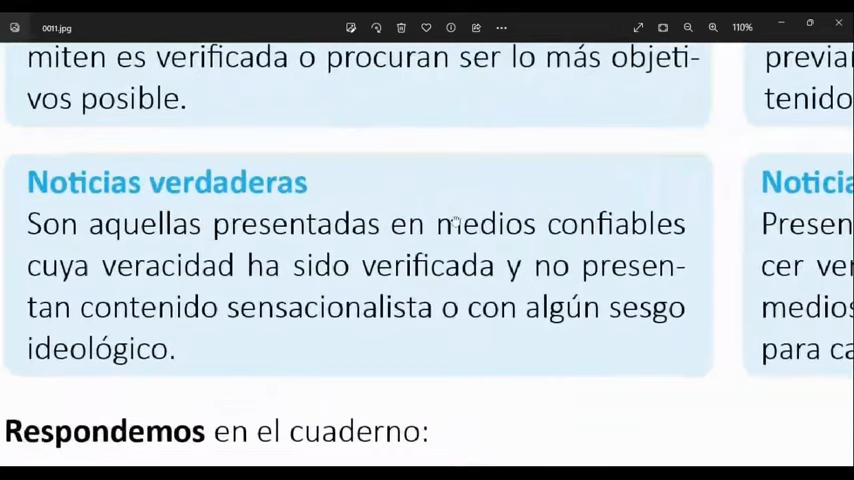 0011.jpg
110%
miten es verificada o procuran ser lo más objeti-
vos posible.
previa
tenido
Noticias verdaderas
Son aquellas presentadas en medios confiables
cuya veracidad ha sido verificada y no presen-
tan contenido sensacionalista o con algún sesgo
ideológico.
Noticia
Presen
cer ver
medios
para ca
Respondemos en el cuaderno: